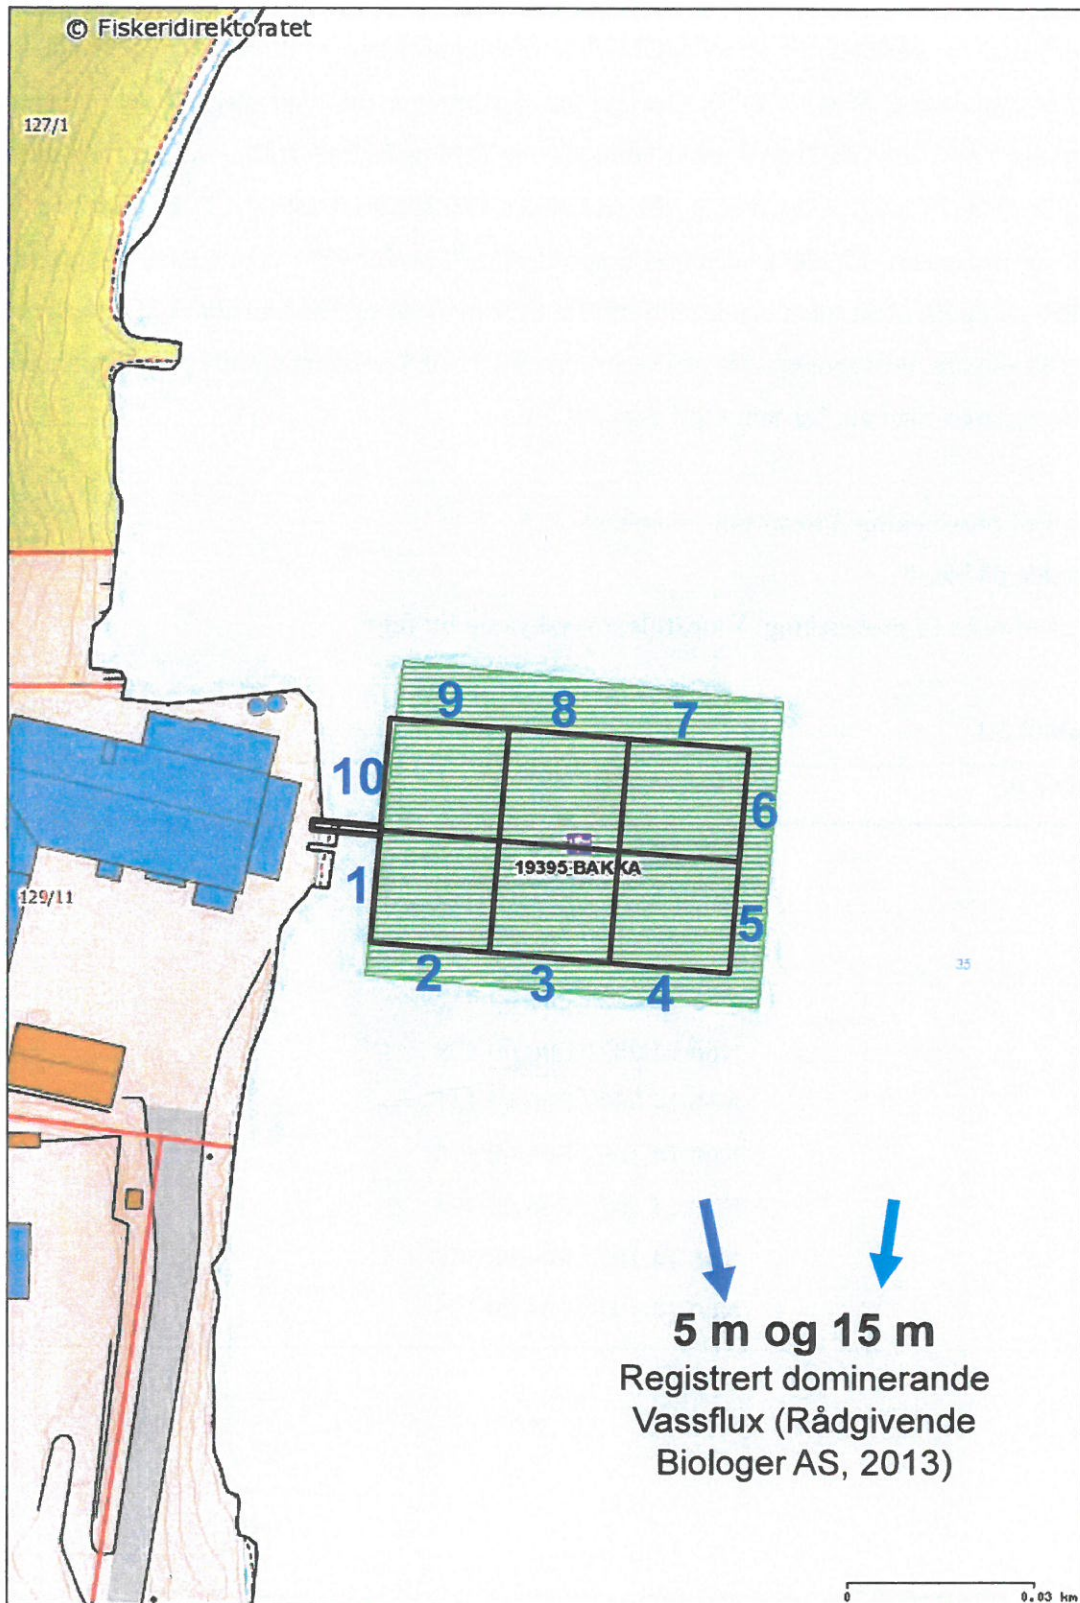 © Fiskeridirektoratet
127/1
9
8
7
10
6
19395 BAKKA
1
129/11
5
2
3
4
35
5 m og 15 m
Registrert dominerande
Vassflux (Rådgivende
Biologer AS, 2013)
0
0.03 km